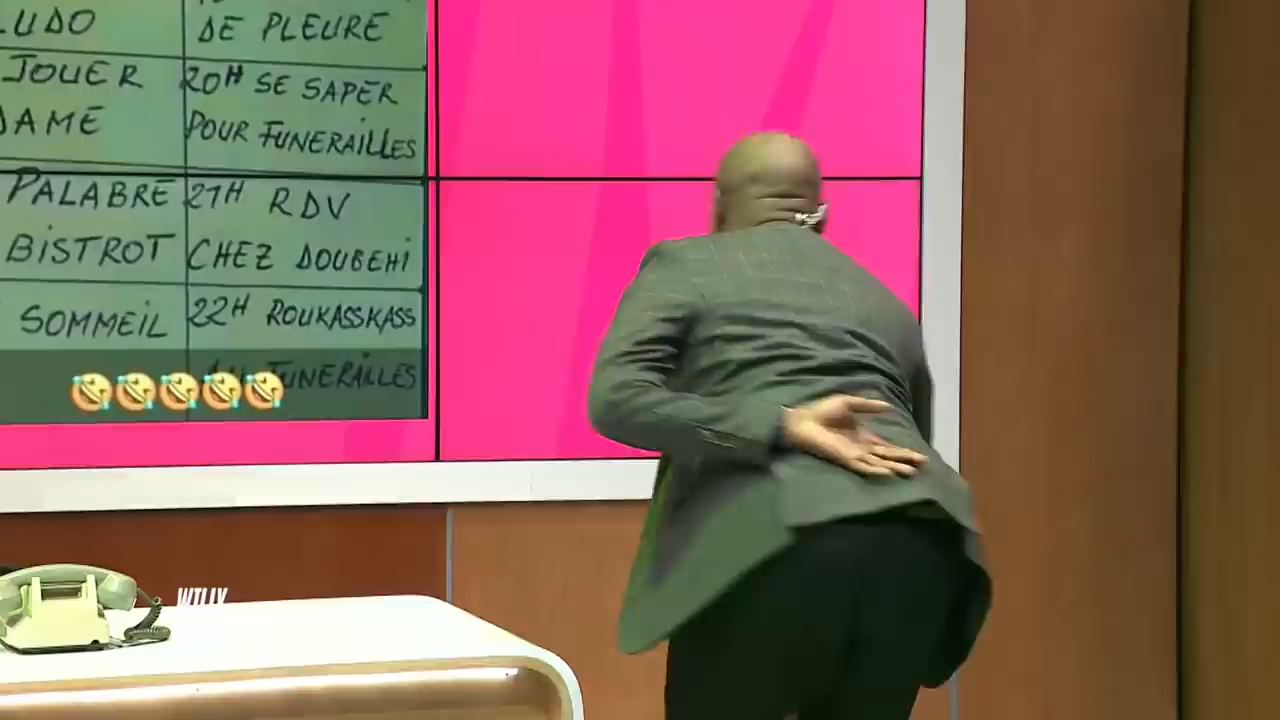 LUDO
DE PLEURE
JOUER
20H SE SAPER
DAME
POUR FUNERAILLES
PALABRE
21H RDV
BISTROT
CHEZ DOUBEHI
SOMMEIL
22H ROUKASSKASS
FUNERAILLES